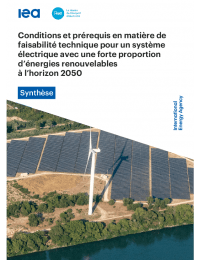 iea
Rte
Conditions et prérequis en matière de
faisabilité technique pour un système
électrique avec une forte proportion
d'énergies renouvelables
à l'horizon 2050
Synthèse
International
Energy Agency